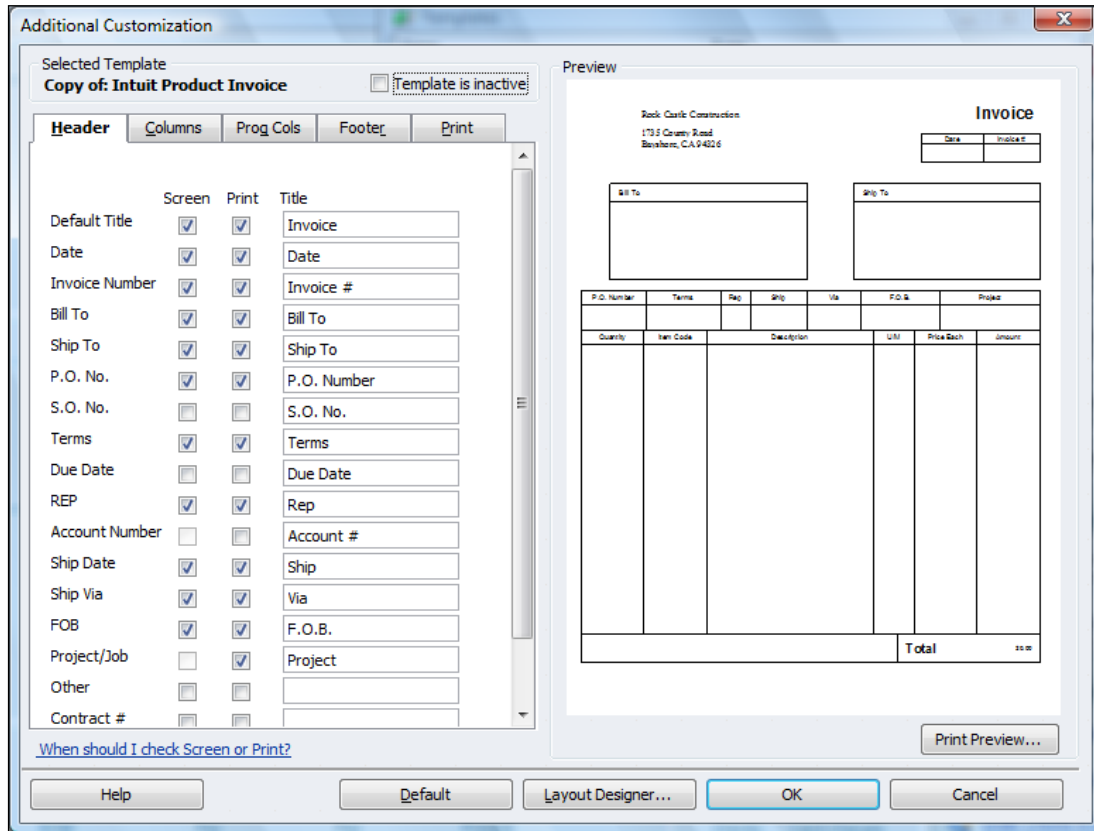 Additional Customization
Selected Template
Copy of: Intuit Product Invoice
Template is inactive
Header Columns Prog Cols Footer Print
Screen Print Title
Default Title Invoice
Date Date
Invoice Number Invoice #
Bill To Bill To
Ship To Ship To
P.O. No. P.O. Number
S.O. No. S.O. No.
Terms Terms
Due Date Due Date
REP Rep
Account Number Account #
Ship Date Ship
Ship Via Via
FOB F.O.B.
Project/Job Project
Other
Contract #
When should I check Screen or Print?
Preview
Rock Castle Construction
1735 County Road
Bayshore, CA 94326
Invoice
Date Invoice #
Bill To Ship To
P.O. Number Terms Rep Ship Via F.O.B. Project
Quantity Item Code Description U/M Price Each Amount
Total $0.00
Print Preview...
Help Default Layout Designer... OK Cancel